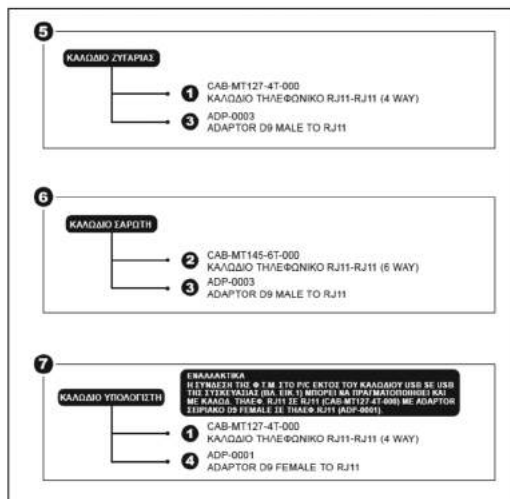 5
ΚΑΛΩΔΙΟ ΖΥΓΑΡΙΑΣ
1 CAB-MT127-4T-000
ΚΑΛΩΔΙΟ ΤΗΛΕΦΩΝΙΚΟ RJ11-RJ11 (4 WAY)
3 ADP-0003
ADAPTOR D9 MALE TO RJ11
6
ΚΑΛΩΔΙΟ ΣΑΡΩΤΗ
2 CAB-MT145-6T-000
ΚΑΛΩΔΙΟ ΤΗΛΕΦΩΝΙΚΟ RJ11-RJ11 (6 WAY)
3 ADP-0003
ADAPTOR D9 MALE TO RJ11
7
ΚΑΛΩΔΙΟ ΥΠΟΛΟΓΙΣΤΗ
ΕΝΑΛΛΑΚΤΙΚΑ
Η ΣΥΝΔΕΣΗ ΤΗΣ Φ.Τ.Μ. ΣΤΟ P/C ΕΚΤΟΣ ΤΟΥ ΚΑΛΩΔΙΟΥ USB SE USB
ΤΗΣ ΣΥΣΚΕΥΑΣΙΑΣ (ΒΛ. ΕΙΚ.1) ΜΠΟΡΕΙ ΝΑ ΠΡΑΓΜΑΤΟΠΟΙΗΘΕΙ ΚΑΙ
ΜΕ ΚΑΛΩΔ. ΤΗΛΕΦ. RJ11 ΣΕ RJ11 (CAB-MT127-4T-000) ΜΕ ADAPTOR
ΣΕΙΡΙΑΚΟ D9 FEMALE ΣΕ ΤΗΛΕΦ.RJ11 (ADP-0001).
1 CAB-MT127-4T-000
ΚΑΛΩΔΙΟ ΤΗΛΕΦΩΝΙΚΟ RJ11-RJ11 (4 WAY)
4 ADP-0001
ADAPTOR D9 FEMALE TO RJ11